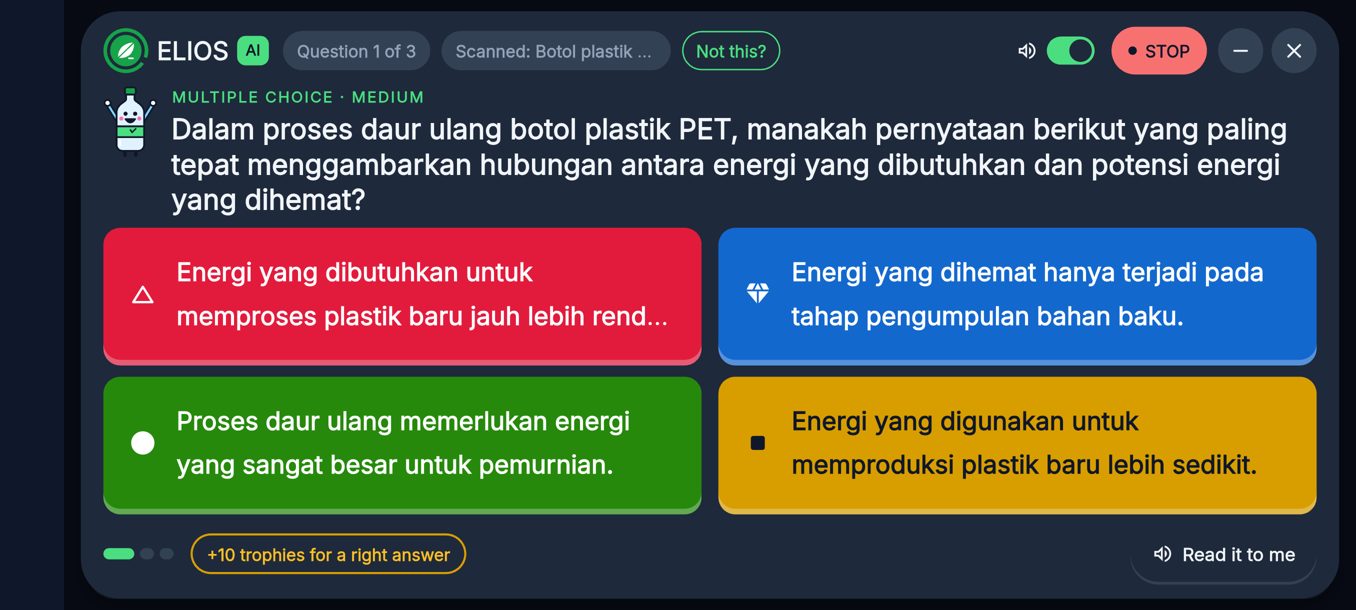 ELIOS AI Question 1 of 3 Scanned: Botol plastik ... Not this? STOP
MULTIPLE CHOICE · MEDIUM
Dalam proses daur ulang botol plastik PET, manakah pernyataan berikut yang paling
tepat menggambarkan hubungan antara energi yang dibutuhkan dan potensi energi
yang dihemat?
Energi yang dibutuhkan untuk
memproses plastik baru jauh lebih rend...
Energi yang dihemat hanya terjadi pada
tahap pengumpulan bahan baku.
Proses daur ulang memerlukan energi
yang sangat besar untuk pemurnian.
Energi yang digunakan untuk
memproduksi plastik baru lebih sedikit.
+10 trophies for a right answer
Read it to me